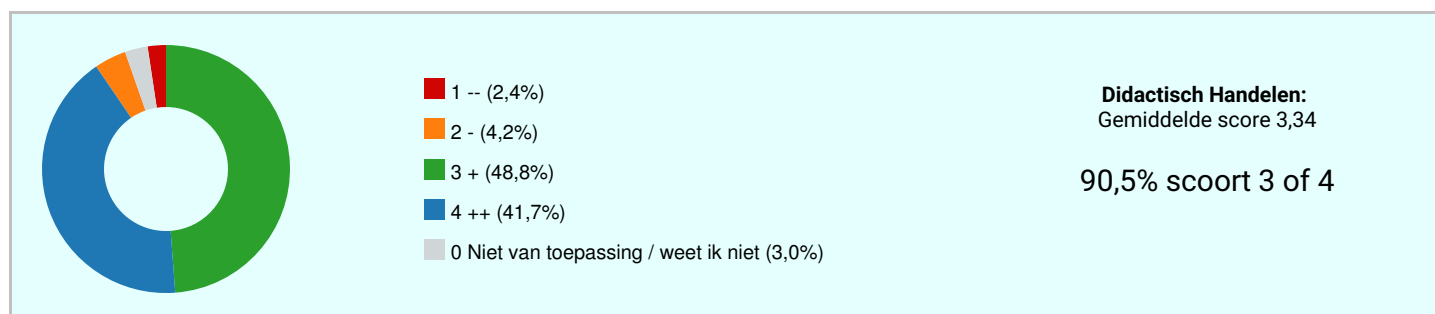 1 -- (2,4%)
2 - (4,2%)
3 + (48,8%)
4 ++ (41,7%)
0 Niet van toepassing / weet ik niet (3,0%)
Didactisch Handelen:
Gemiddelde score 3,34
90,5% scoort 3 of 4